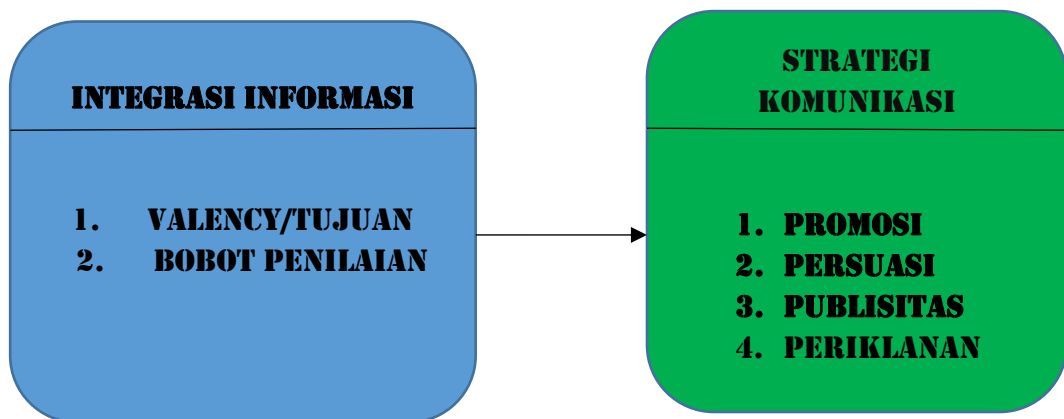 INTEGRASI INFORMASI
1. VALENCY/TUJUAN
2. BOBOT PENILAIAN
STRATEGI
KOMUNIKASI
1. PROMOSI
2. PERSUASI
3. PUBLISITAS
4. PERIKLANAN